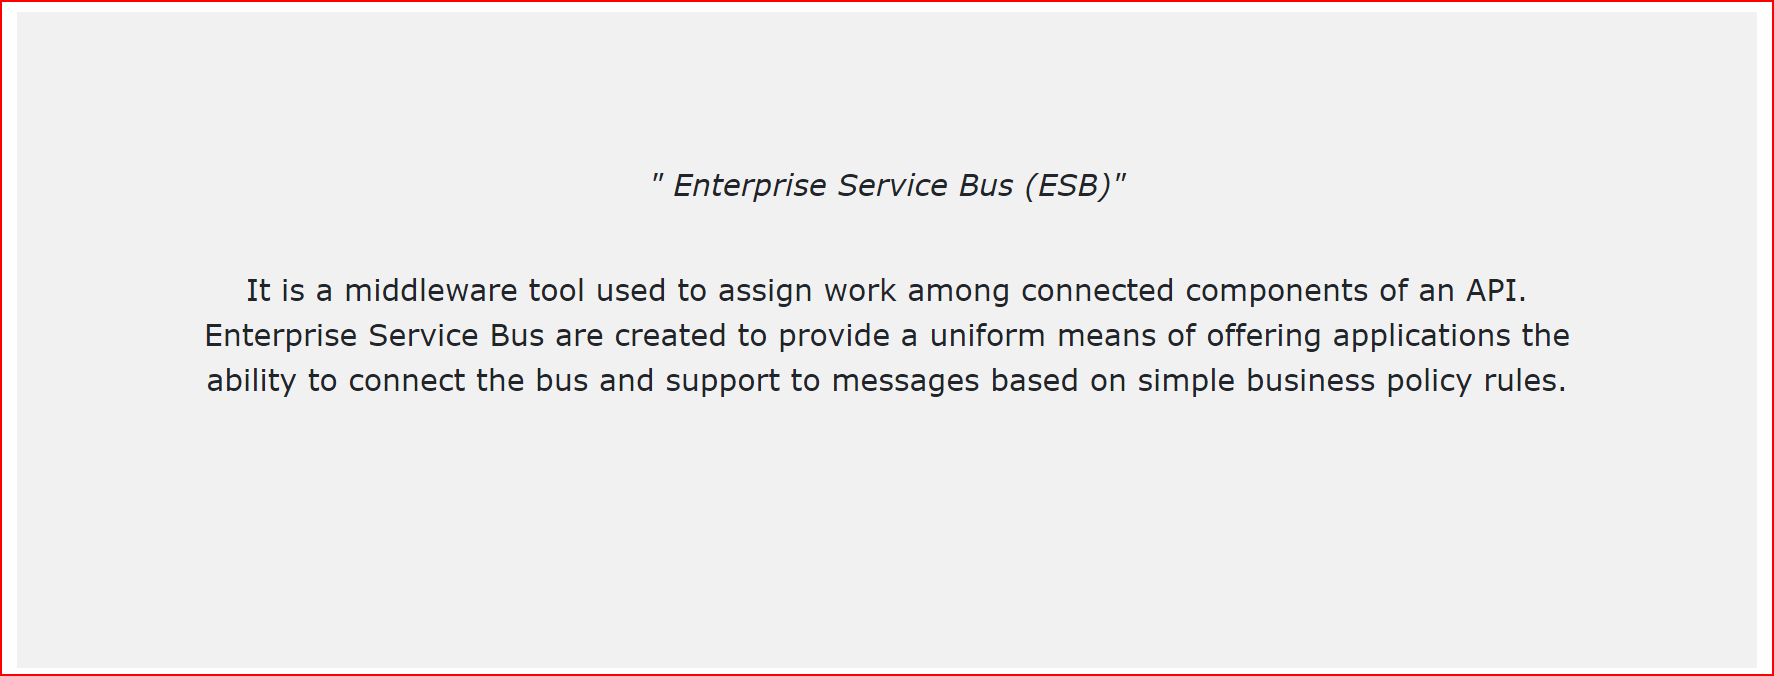 " Enterprise Service Bus (ESB)"
It is a middleware tool used to assign work among connected components of an API.
Enterprise Service Bus are created to provide a uniform means of offering applications the
ability to connect the bus and support to messages based on simple business policy rules.